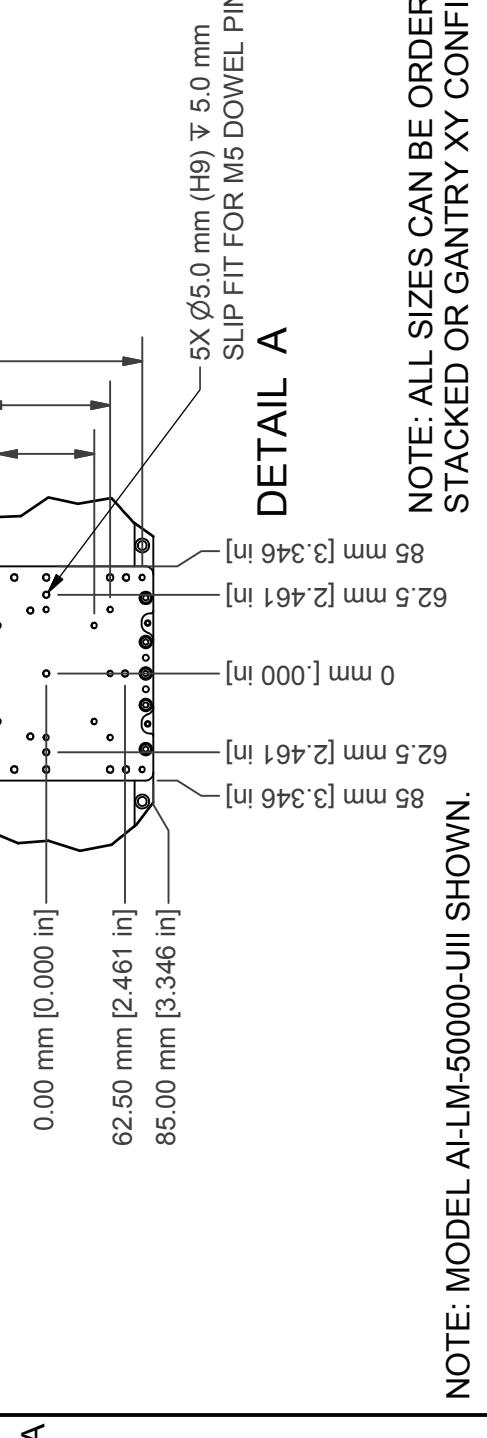 5X Ø5.0 mm (H9) ↧ 5.0 mm
SLIP FIT FOR M5 DOWEL
DETAIL A
85 mm [3.346 in]
62.5 mm [2.461 in]
0 mm [.000 in]
62.5 mm [2.461 in]
85 mm [3.346 in]
0.00 mm [0.000 in]
62.50 mm [2.461 in]
85.00 mm [3.346 in]
NOTE: ALL SIZES CAN BE
STACKED OR GANTRY XY
NOTE: MODEL AI-LM-50000-UII SHOWN.
A